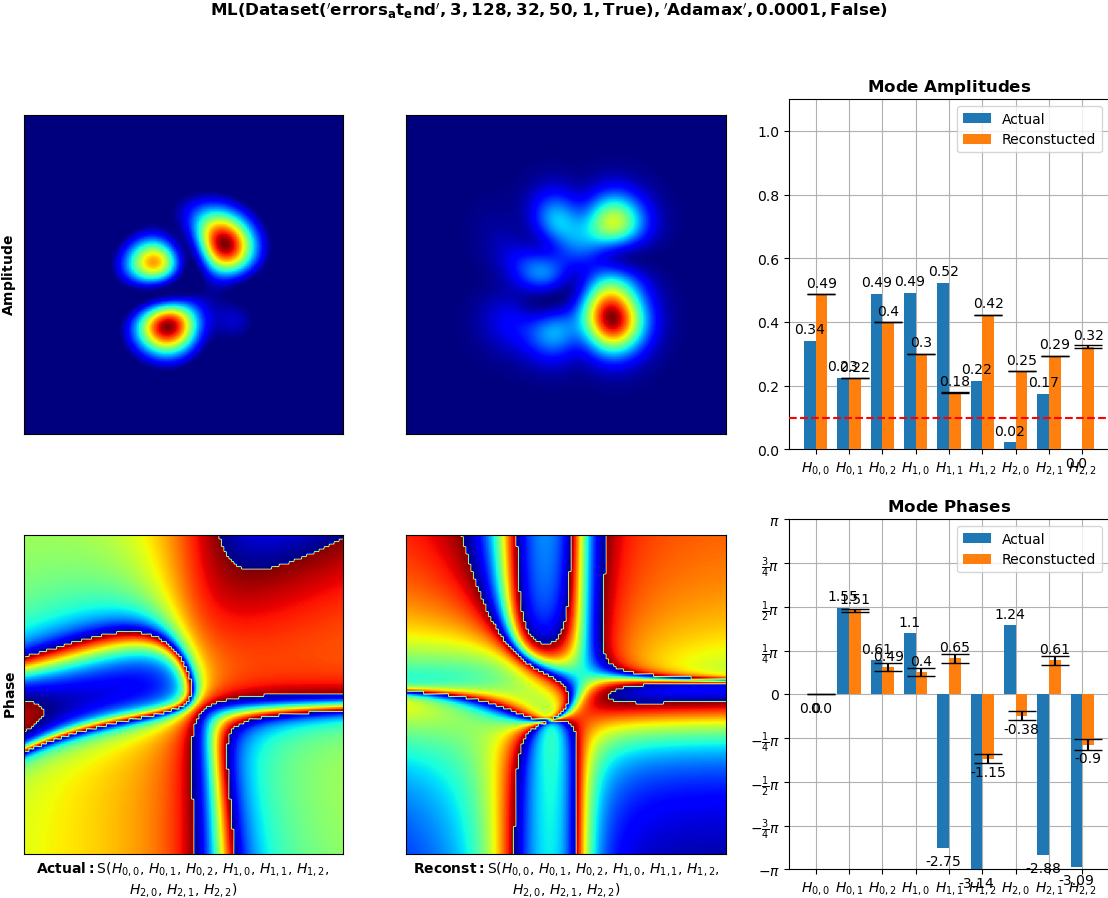 ML(Dataset('errors_at_end', 3, 128, 32, 50, 1, True), 'Adamax', 0.0001, False)
Amplitude
Mode Amplitudes
Actual
Reconstucted
1.0
0.8
0.6
0.4
0.2
0.0
0.34 0.49 0.23 0.22 0.49 0.4 0.49 0.3 0.52 0.18 0.22 0.42 0.02 0.25 0.17 0.29 0.0 0.32
H0,0 H0,1 H0,2 H1,0 H1,1 H1,2 H2,0 H2,1 H2,2
Phase
Actual: S(H0,0, H0,1, H0,2, H1,0, H1,1, H1,2,
H2,0, H2,1, H2,2)
Reconst: S(H0,0, H0,1, H0,2, H1,0, H1,1, H1,2,
H2,0, H2,1, H2,2)
Mode Phases
Actual
Reconstucted
π
3/4π
1/2π
1/4π
0
−1/4π
−1/2π
−3/4π
−π
0.0 0.0 1.55 1.51 0.61 0.49 1.1 0.4 -2.75 0.65 -3.14 -1.15 1.24 -0.38 -2.88 0.61 -3.09 -0.9
H0,0 H0,1 H0,2 H1,0 H1,1 H1,2 H2,0 H2,1 H2,2